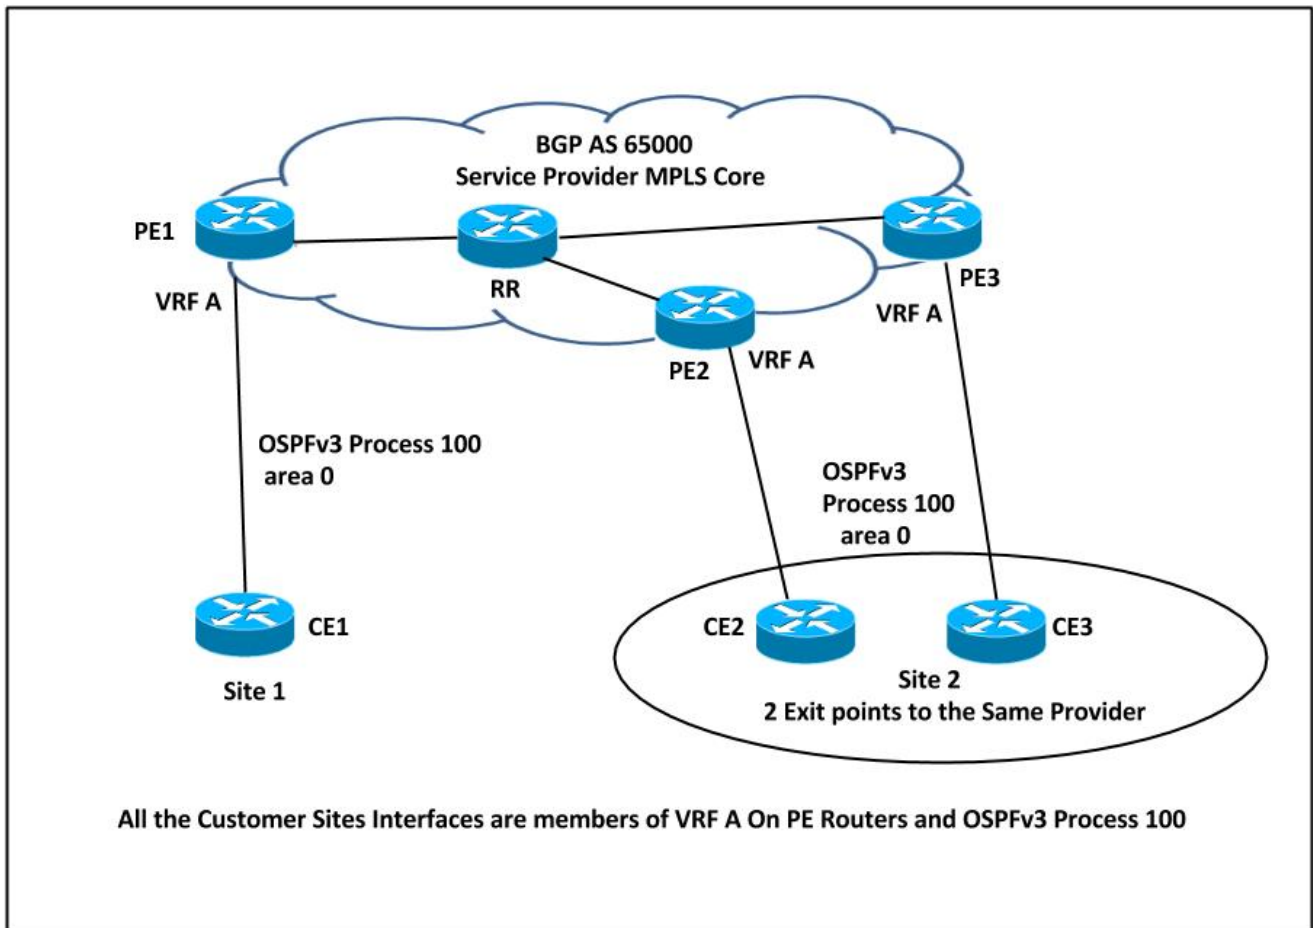 BGP AS 65000
Service Provider MPLS Core
PE1
RR
PE3
VRF A
VRF A
PE2
VRF A
OSPFv3 Process 100
area 0
OSPFv3
Process 100
area 0
CE1
CE2
CE3
Site 1
Site 2
2 Exit points to the Same Provider
All the Customer Sites Interfaces are members of VRF A On PE Routers and OSPFv3 Process 100